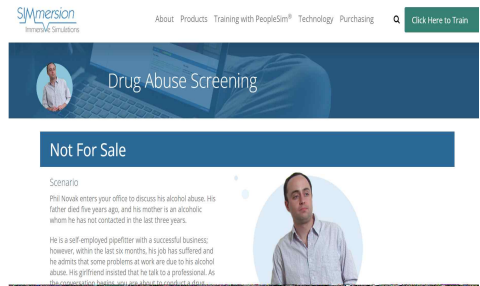 SIMmersion
Immersive Simulations
About Products Training with PeopleSim® Technology Purchasing
Click Here to Train
Drug Abuse Screening
Not For Sale
Scenario
Phil Novak enters your office to discuss his alcohol abuse. His
father died five years ago, and his mother is an alcoholic
whom he has not contacted in the last three years.
He is a self-employed pipefitter with a successful business;
however, within the last six months, his job has suffered and
he admits that some problems at work are due to his alcohol
abuse. His girlfriend insisted that he talk to a professional. As
the conversation begins, you are about to conduct a drug